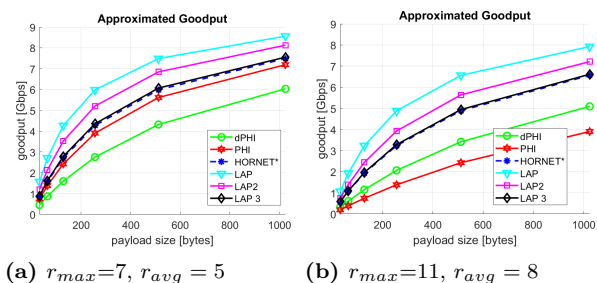 Approximated Goodput
9
8
7
6
5
4
3
2
1
0
goodput [Gbps]
0 200 400 600 800 1000
payload size [bytes]
dPHI
PHI
HORNET*
LAP
LAP2
LAP 3
(a) r_max=7, r_avg = 5
Approximated Goodput
9
8
7
6
5
4
3
2
1
0
goodput [Gbps]
0 200 400 600 800 1000
payload size [bytes]
dPHI
PHI
HORNET*
LAP
LAP2
LAP 3
(b) r_max=11, r_avg = 8